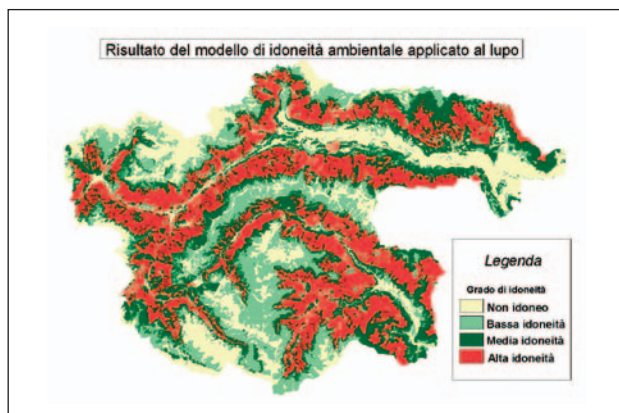 Risultato del modello di idoneità ambientale applicato al lupo
Legenda
Grado di idoneità
Non idoneo
Bassa idoneità
Media idoneità
Alta idoneità